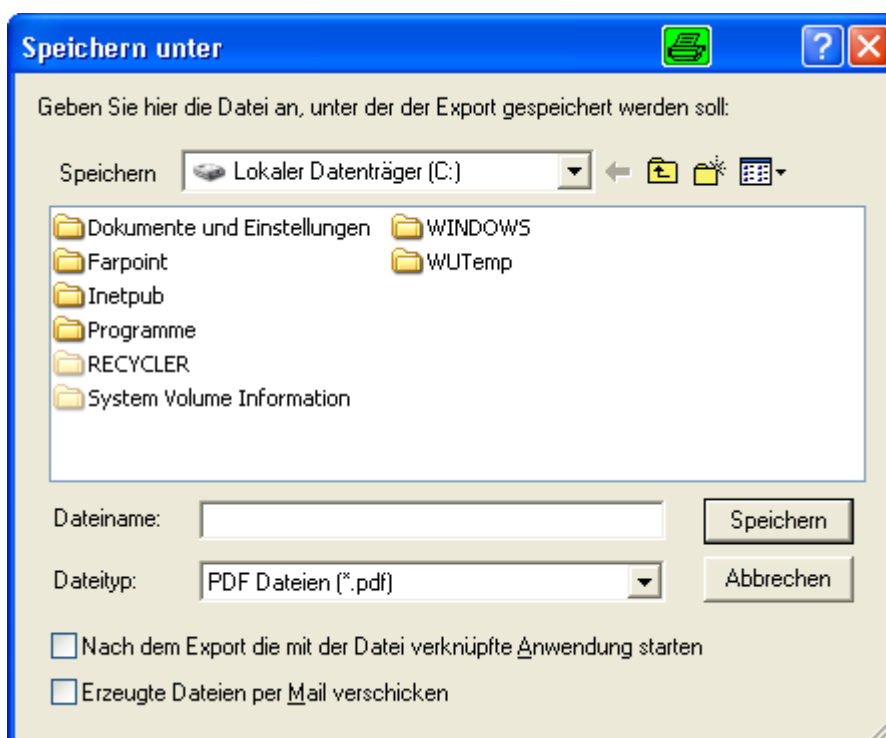 Speichern unter
Geben Sie hier die Datei an, unter der der Export gespeichert werden soll:
Speichern Lokaler Datenträger (C:)
Dokumente und Einstellungen WINDOWS
Farpoint WUTemp
Inetpub
Programme
RECYCLER
System Volume Information
Dateiname: Speichern
Dateityp: PDF Dateien (*.pdf) Abbrechen
Nach dem Export die mit der Datei verknüpfte Anwendung starten
Erzeugte Dateien per Mail verschicken